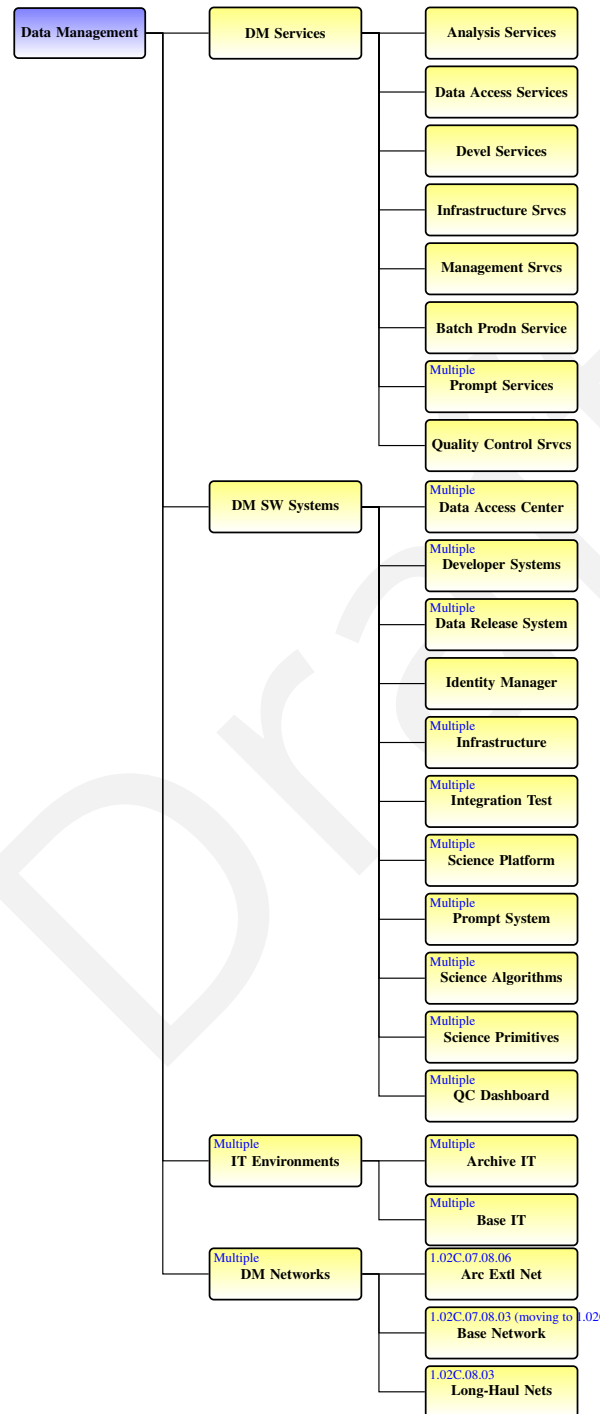 Data Management
DM Services
Analysis Services
Data Access Services
Devel Services
Infrastructure Srvcs
Management Srvcs
Batch Prodn Service
Multiple
Prompt Services
Quality Control Srvcs
DM SW Systems
Multiple
Data Access Center
Multiple
Developer Systems
Multiple
Data Release System
Identity Manager
Multiple
Infrastructure
Multiple
Integration Test
Multiple
Science Platform
Multiple
Prompt System
Multiple
Science Algorithms
Multiple
Science Primitives
Multiple
QC Dashboard
Multiple
IT Environments
Multiple
Archive IT
Multiple
Base IT
Multiple
DM Networks
1.02C.07.08.06
Arc Extl Net
1.02C.07.08.03 (moving to
Base Network
1.02C.08.03
Long-Haul Nets
Draft